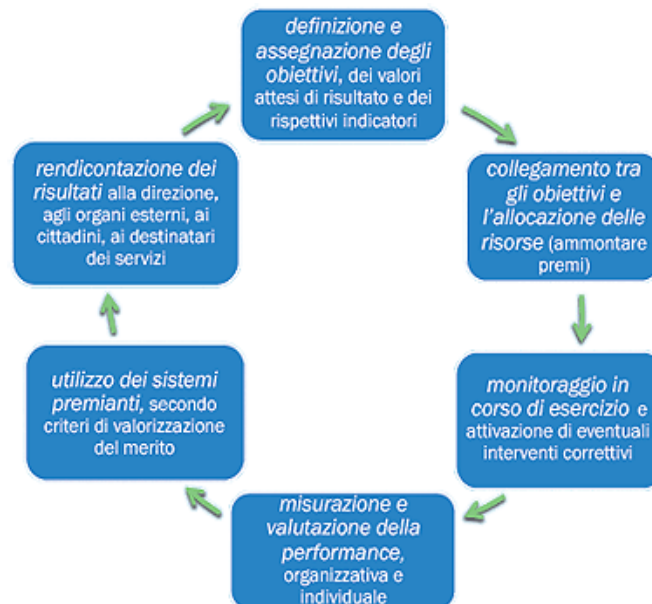 definizione e
assegnazione degli
obiettivi, dei valori
attesi di risultato e dei
rispettivi indicatori
collegamento tra
gli obiettivi e
l'allocazione delle
risorse (ammontare
premi)
monitoraggio in
corso di esercizio e
attivazione di eventuali
interventi correttivi
misurazione e
valutazione della
performance,
organizzativa e
individuale
utilizzo dei sistemi
premianti, secondo
criteri di valorizzazione
del merito
rendicontazione dei
risultati alla direzione,
agli organi esterni, ai
cittadini, ai destinatari
dei servizi